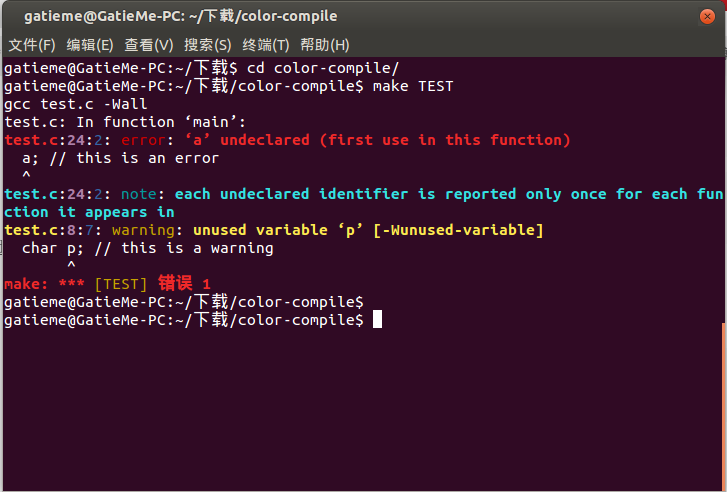 gatieme@GatieMe-PC: ~/下载/color-compile
文件(F) 编辑(E) 查看(V) 搜索(S) 终端(T) 帮助(H)
gatieme@GatieMe-PC:~/下载$ cd color-compile/
gatieme@GatieMe-PC:~/下载/color-compile$ make TEST
gcc test.c -Wall
test.c: In function ‘main’:
test.c:24:2: error: ‘a’ undeclared (first use in this function)
  a; // this is an error
  ^
test.c:24:2: note: each undeclared identifier is reported only once for each fun
ction it appears in
test.c:8:7: warning: unused variable ‘p’ [-Wunused-variable]
  char p; // this is a warning
       ^
make: *** [TEST] 错误 1
gatieme@GatieMe-PC:~/下载/color-compile$
gatieme@GatieMe-PC:~/下载/color-compile$